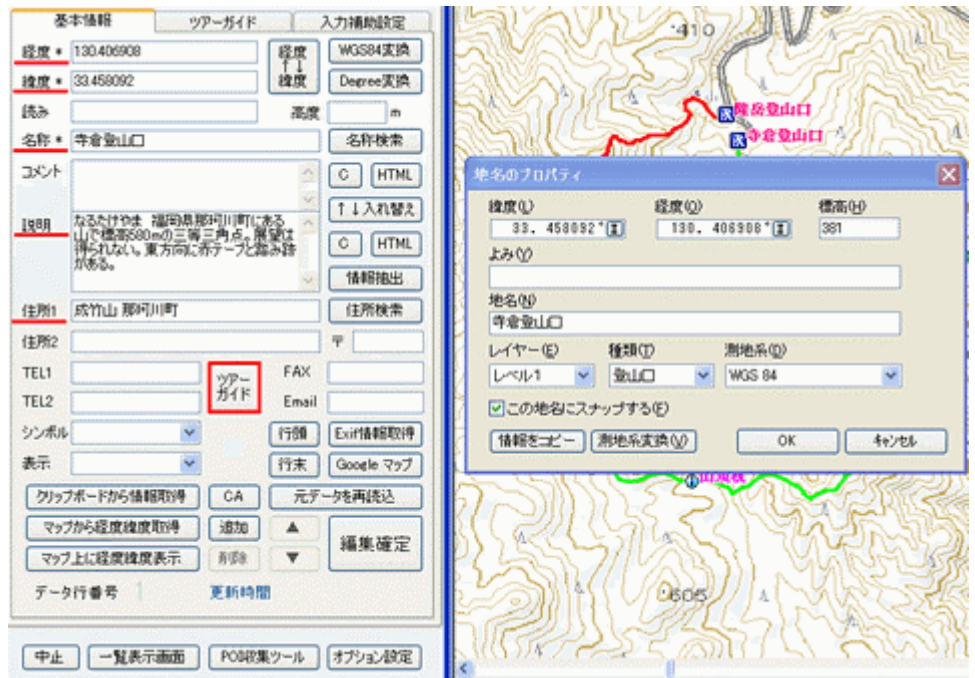 基本情報
ツアーガイド
入力補助設定
経度 *
130.406908
経度
↑↓
緯度
WGS84変換
緯度 *
33.458092
Degree変換
読み
高度
m
名称 *
寺倉登山口
名称検索
コメント
C
HTML
↑↓入れ替え
説明
なるたけやま 福岡県那珂川町にある
山で標高580mの三等三角点。展望は
得られない。東方向に赤テープと踏み跡
がある。
C
HTML
情報抽出
住所1
成竹山 那珂川町
住所検索
住所2
〒
TEL1
ツアー
ガイド
FAX
TEL2
Email
シンボル
行頭
Exif情報取得
表示
行末
Google マップ
クリップボードから情報取得
CA
元データを再読込
マップから経度緯度取得
追加
▲
編集確定
マップ上に経度緯度表示
削除
▼
データ行番号
1
更新時間
中止
一覧表示画面
POI収集ツール
オプション設定
410
寺倉登山口
地名のプロパティ
緯度(L)
経度(O)
標高(H)
33. 458092°
130. 406908°
381
よみ(Y)
地名(N)
寺倉登山口
レイヤー(E)
種類(T)
測地系(D)
レベル1
登山口
WGS 84
この地名にスナップする(F)
情報をコピー
測地系変換(V)
OK
キャンセル
605